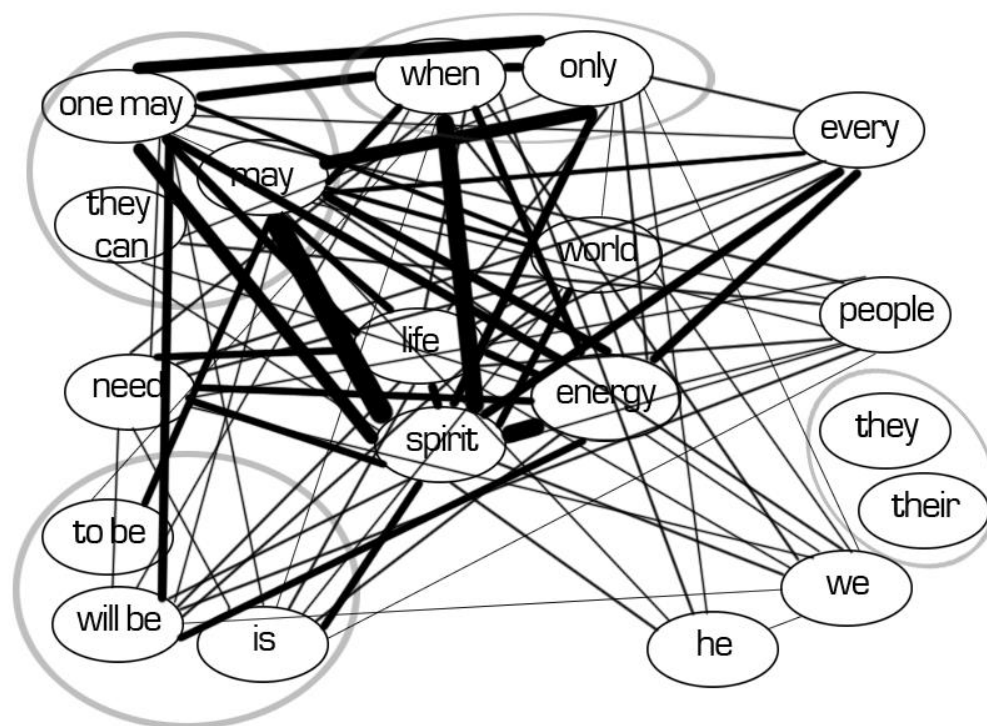 when
only
one may
every
may
they
can
world
people
life
need
energy
they
spirit
their
to be
we
will be
is
he